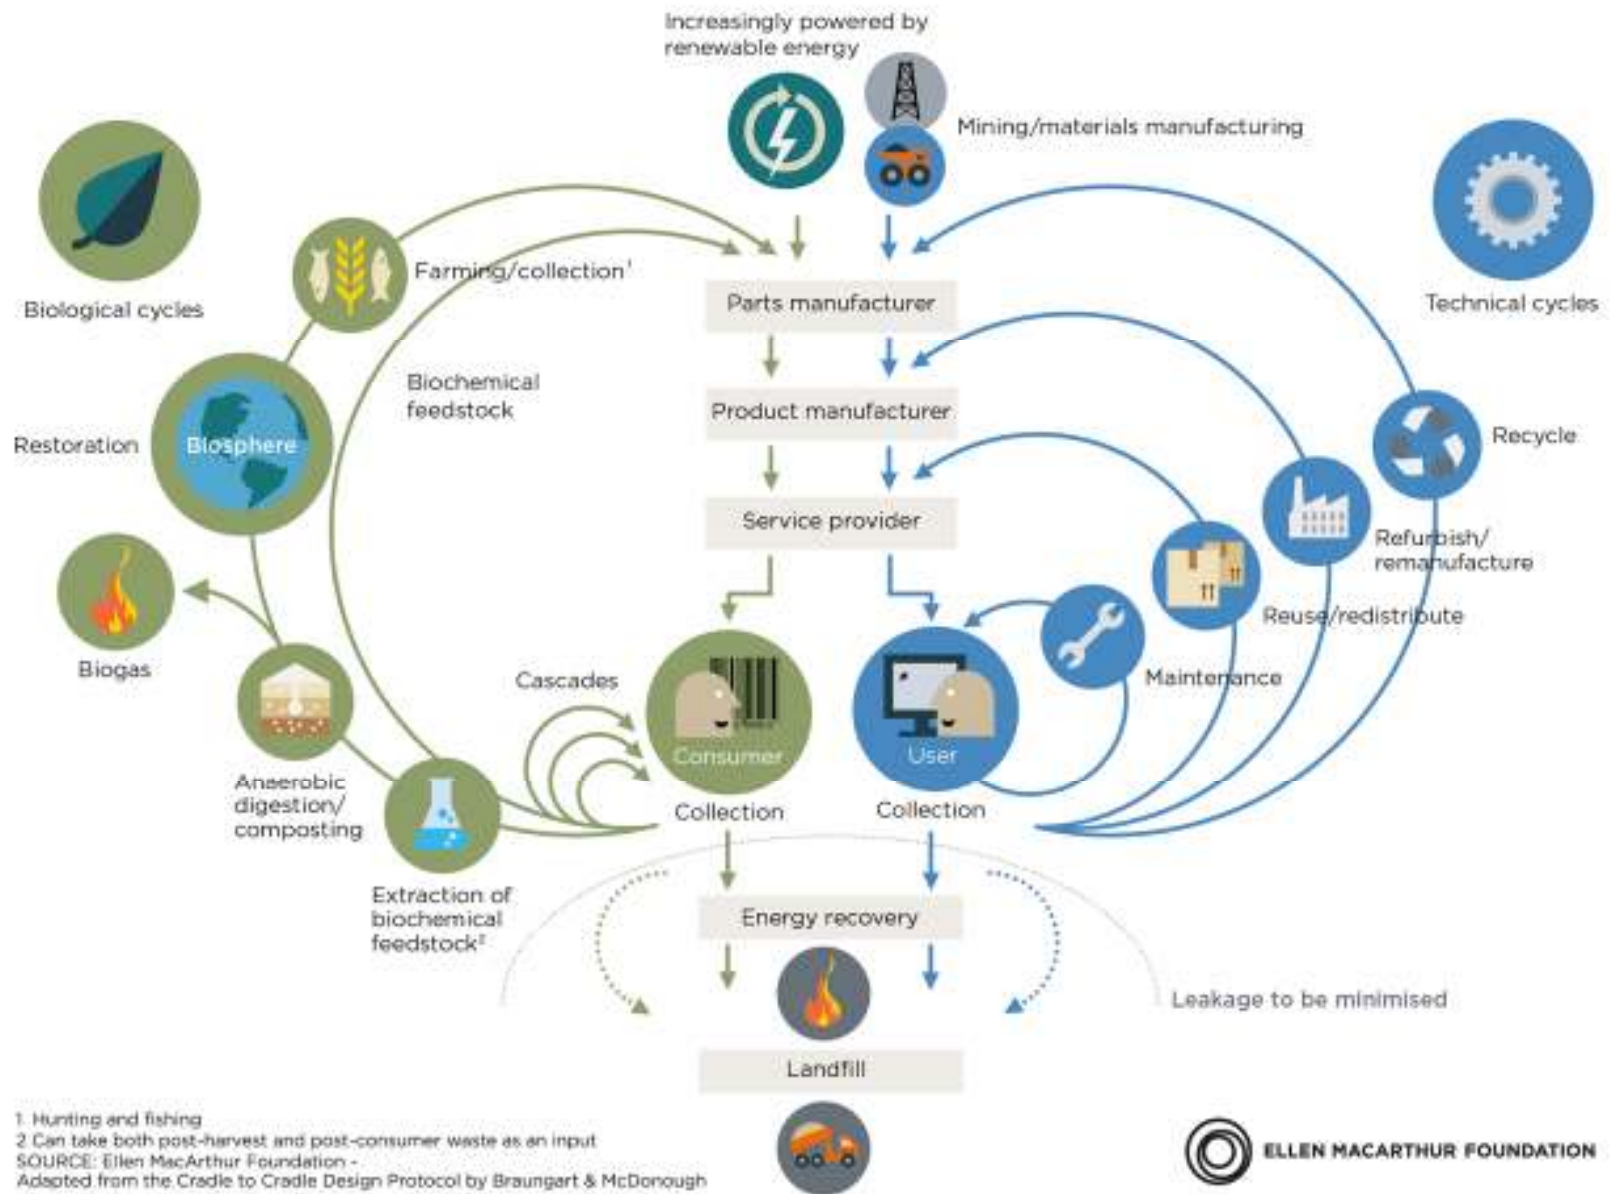 Increasingly powered by
renewable energy
Mining/materials manufacturing
Biological cycles
Farming/collection¹
Parts manufacturer
Technical cycles
Biochemical
feedstock
Product manufacturer
Restoration
Biosphere
Recycle
Service provider
Refurbish/
remanufacture
Reuse/redistribute
Biogas
Cascades
Maintenance
Consumer
User
Anaerobic
digestion/
composting
Collection
Collection
Extraction of
biochemical
feedstock²
Energy recovery
Leakage to be minimised
Landfill
1 Hunting and fishing
2 Can take both post-harvest and post-consumer waste as an input
SOURCE: Ellen MacArthur Foundation -
Adapted from the Cradle to Cradle Design Protocol by Braungart & McDonough
ELLEN MACARTHUR FOUNDATION